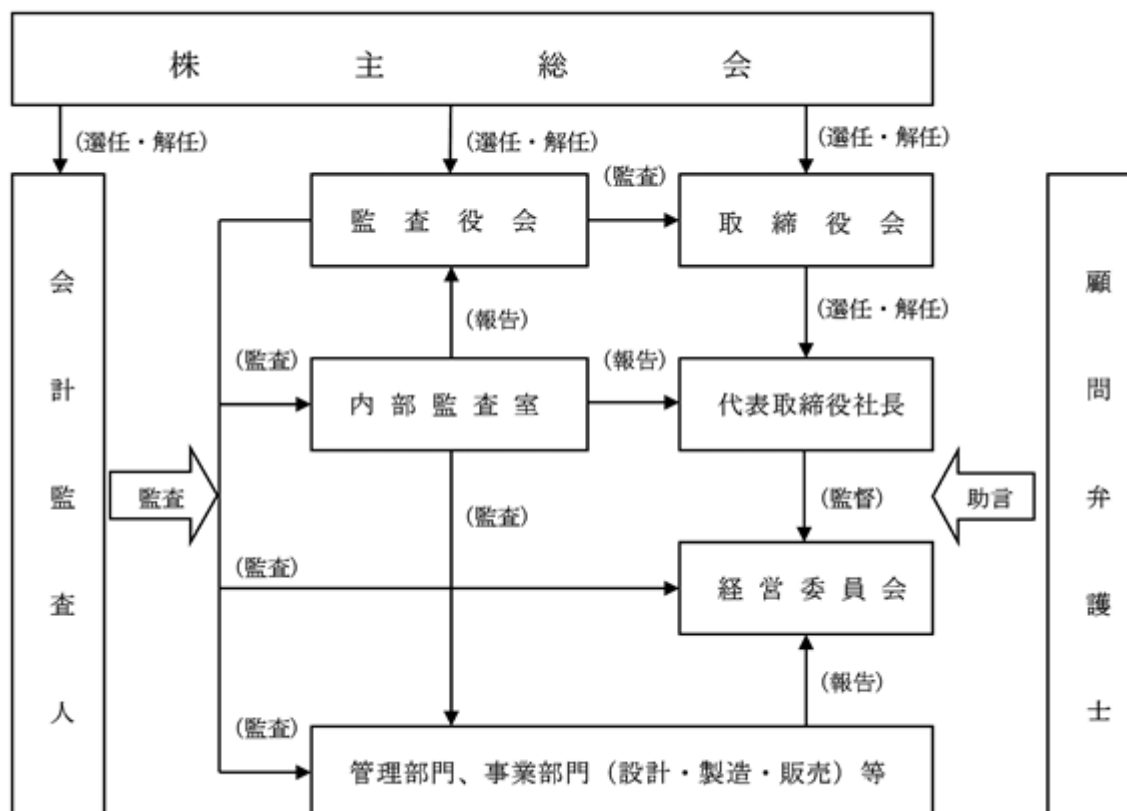 株主総会
(選任・解任)
(選任・解任)
(選任・解任)
会計監査人
監査役会
(監査)
取締役会
顧問弁護士
(報告)
(選任・解任)
(監査)
内部監査室
(報告)
代表取締役社長
監査
(監査)
(監督)
助言
(監査)
経営委員会
(報告)
(監査)
管理部門、事業部門(設計・製造・販売)等